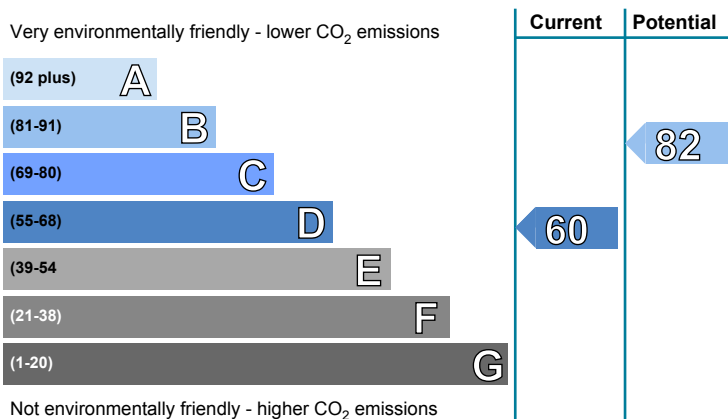 Current Potential
Very environmentally friendly - lower CO2 emissions
(92 plus) A
(81-91) B
82
(69-80) C
(55-68) D
60
(39-54 E
(21-38) F
(1-20) G
Not environmentally friendly - higher CO2 emissions